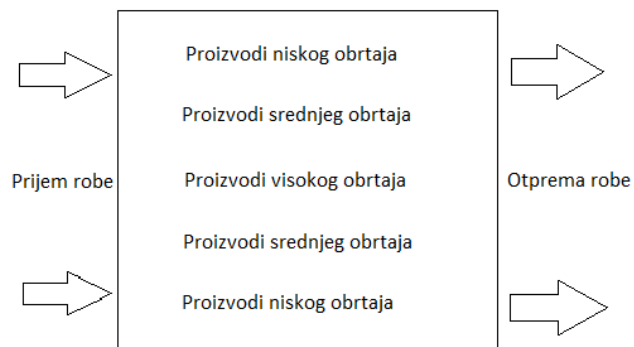 Proizvodi niskog obrtaja
Proizvodi srednjeg obrtaja
Prijem robe
Proizvodi visokog obrtaja
Otprema robe
Proizvodi srednjeg obrtaja
Proizvodi niskog obrtaja